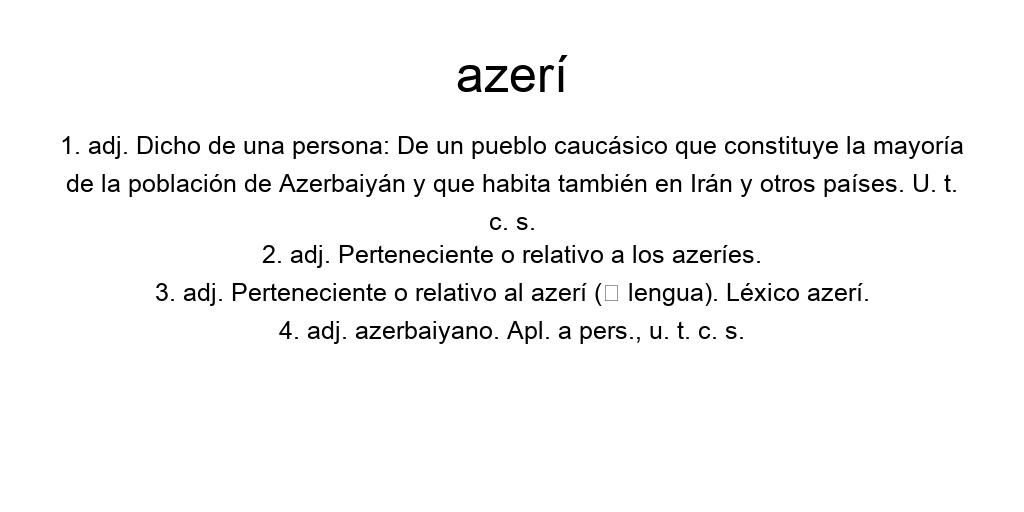 azerí
1. adj. Dicho de una persona: De un pueblo caucásico que constituye la mayoría
de la población de Azerbaiyán y que habita también en Irán y otros países. U. t.
c. s.
2. adj. Perteneciente o relativo a los azeríes.
3. adj. Perteneciente o relativo al azerí (▯ lengua). Léxico azerí.
4. adj. azerbaiyano. Apl. a pers., u. t. c. s.